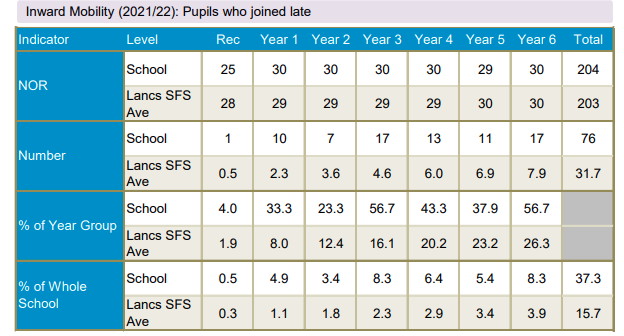 Inward Mobility (2021/22): Pupils who joined late
Indicator Level Rec Year 1 Year 2 Year 3 Year 4 Year 5 Year 6 Total
NOR
School 25 30 30 30 30 29 30 204
Lancs SFS Ave 28 29 29 29 29 30 30 203
Number
School 1 10 7 17 13 11 17 76
Lancs SFS Ave 0.5 2.3 3.6 4.6 6.0 6.9 7.9 31.7
% of Year Group
School 4.0 33.3 23.3 56.7 43.3 37.9 56.7
Lancs SFS Ave 1.9 8.0 12.4 16.1 20.2 23.2 26.3
% of Whole School
School 0.5 4.9 3.4 8.3 6.4 5.4 8.3 37.3
Lancs SFS Ave 0.3 1.1 1.8 2.3 2.9 3.4 3.9 15.7